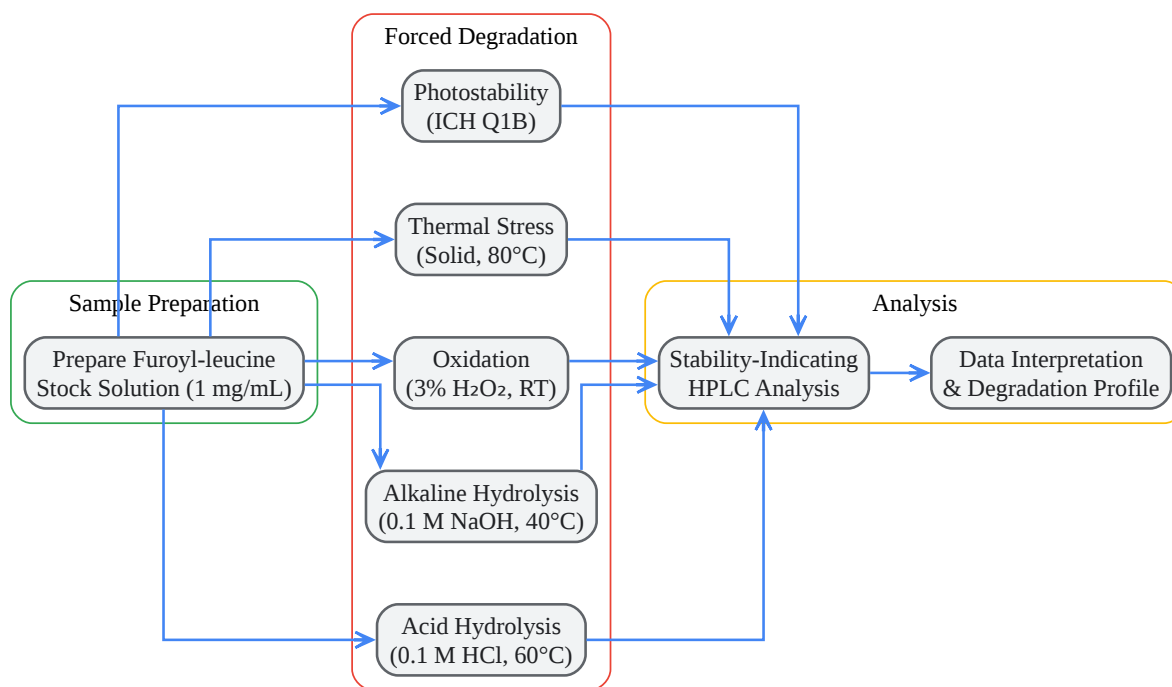 Forced Degradation
Photostability
(ICH Q1B)
Thermal Stress
(Solid, 80°C)
Sample Preparation
Prepare Furoyl-leucine
Stock Solution (1 mg/mL)
Oxidation
(3% H₂O₂, RT)
Alkaline Hydrolysis
(0.1 M NaOH, 40°C)
Acid Hydrolysis
(0.1 M HCl, 60°C)
Analysis
Stability-Indicating
HPLC Analysis
Data Interpretation
& Degradation Profile